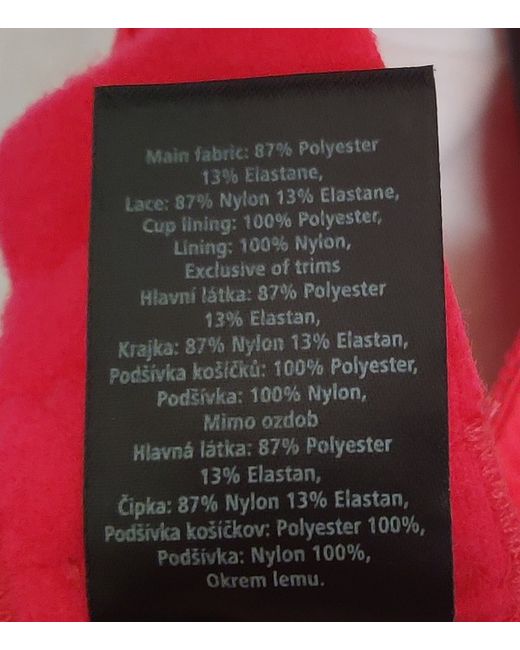 Main fabric: 87% Polyester
13% Elastane,
Lace: 87% Nylon 13% Elastane,
Cup lining: 100% Polyester,
Lining: 100% Nylon,
Exclusive of trims
Hlavní látka: 87% Polyester
13% Elastan,
Krajka: 87% Nylon 13% Elastan,
Podšívka košíčků: 100% Polyester,
Podšívka: 100% Nylon,
Mimo ozdob
Hlavná látka: 87% Polyester
13% Elastan,
Čipka: 87% Nylon 13% Elastan,
Podšívka košíčkov: Polyester 100%,
Podšívka: Nylon 100%,
Okrem lemu.